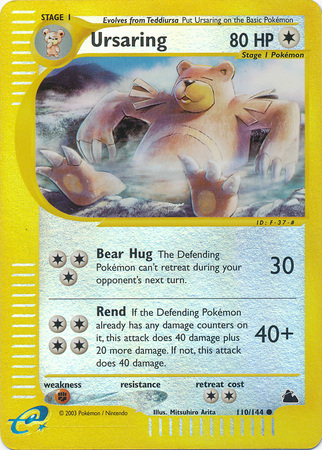 STAGE 1
Evolves from Teddiursa Put Ursaring on the Basic Pokémon
Ursaring 80 HP
Stage 1 Pokémon
ID: F-37-#
Bear Hug The Defending
Pokémon can't retreat during your
opponent's next turn.
30
Rend If the Defending Pokémon
already has any damage counters on
it, this attack does 40 damage plus
20 more damage. If not, this attack
does 40 damage.
40+
weakness resistance retreat cost
e
© 2003 Pokémon / Nintendo Illus. Mitsuhiro Arita 110/144 ●